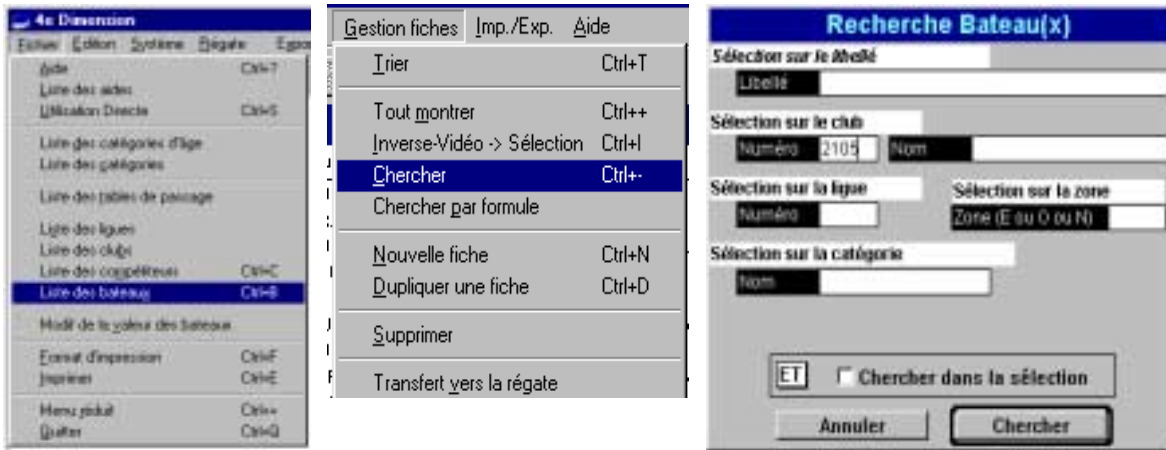 4e Dimension
Fichier Edition Système Régate
Aide Ctrl+?
Liste des aides
Utilisation Directe Ctrl+S
Liste des catégories d'âge
Liste des catégories
Liste des tables de passage
Liste des ligues
Liste des clubs
Liste des compétiteurs Ctrl+C
Liste des bateaux Ctrl+B
Modif de la valeur des bateaux
Format d'impression Ctrl+F
Imprimer Ctrl+E
Menu réduit
Quitter Ctrl+Q
Gestion fiches Imp./Exp. Aide
Trier Ctrl+T
Tout montrer Ctrl++
Inverse-Vidéo -> Sélection Ctrl+I
Chercher Ctrl+-
Chercher par formule
Nouvelle fiche Ctrl+N
Dupliquer une fiche Ctrl+D
Supprimer
Transfert vers la régate
Recherche Bateau(x)
Sélection sur le libellé
Libellé
Sélection sur le club
Numéro 2105 Nom
Sélection sur la ligue Sélection sur la zone
Numéro Zone (E ou O ou N)
Sélection sur la catégorie
Nom
ET Chercher dans la sélection
Annuler Chercher